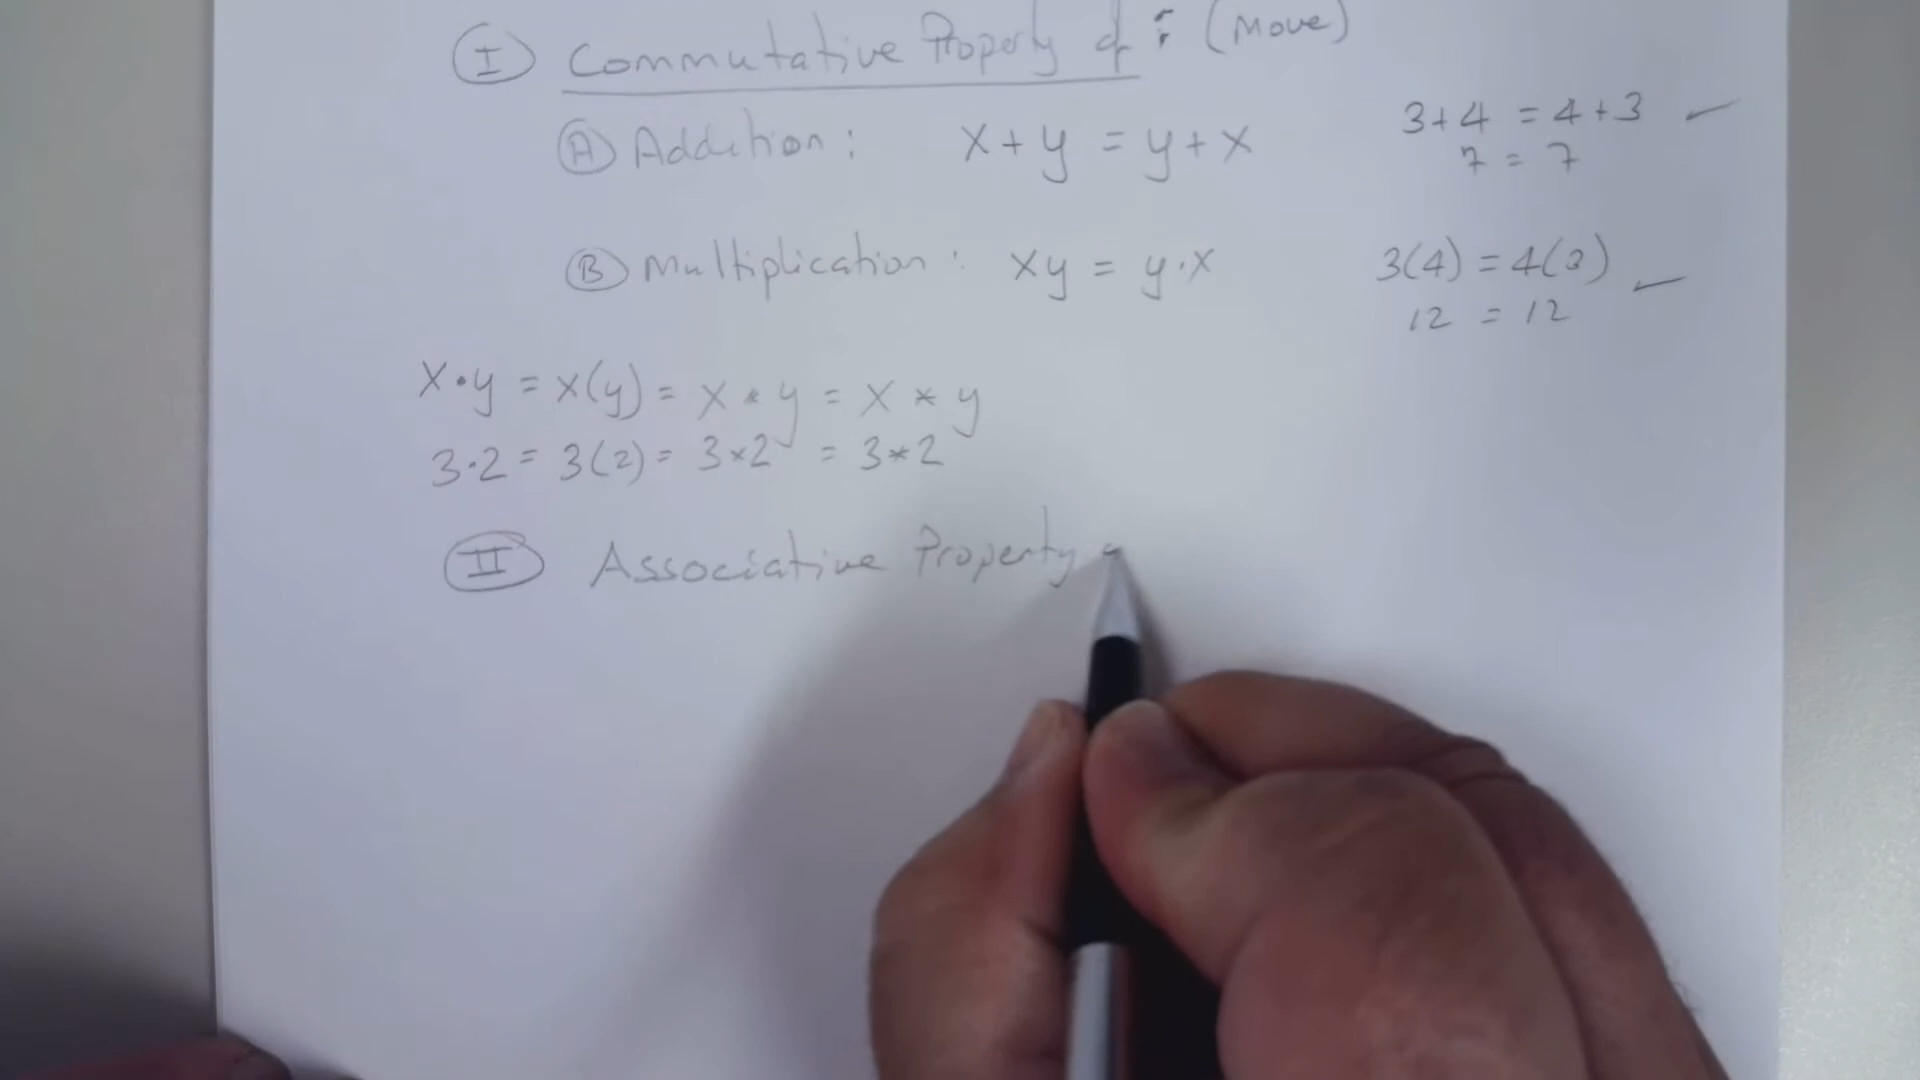 I Commutative Property of : (Move)
A Addition : x + y = y + x
3 + 4 = 4 + 3
7 = 7
B Multiplication : xy = y · x
3(4) = 4(3)
12 = 12
x · y = x(y) = x * y = x * y
3 · 2 = 3(2) = 3 × 2 = 3 * 2
II Associative Property